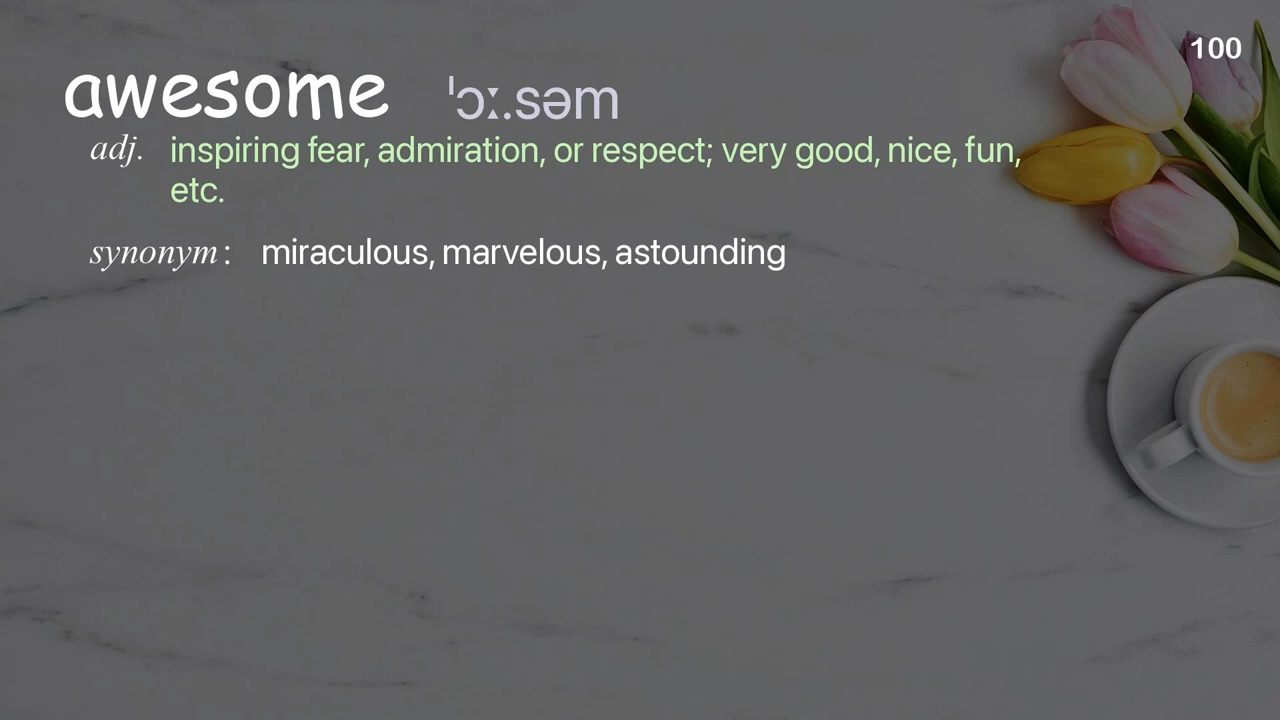 100
awesome ˈɔː.səm
adj. inspiring fear, admiration, or respect; very good, nice, fun,
etc.
synonym : miraculous, marvelous, astounding